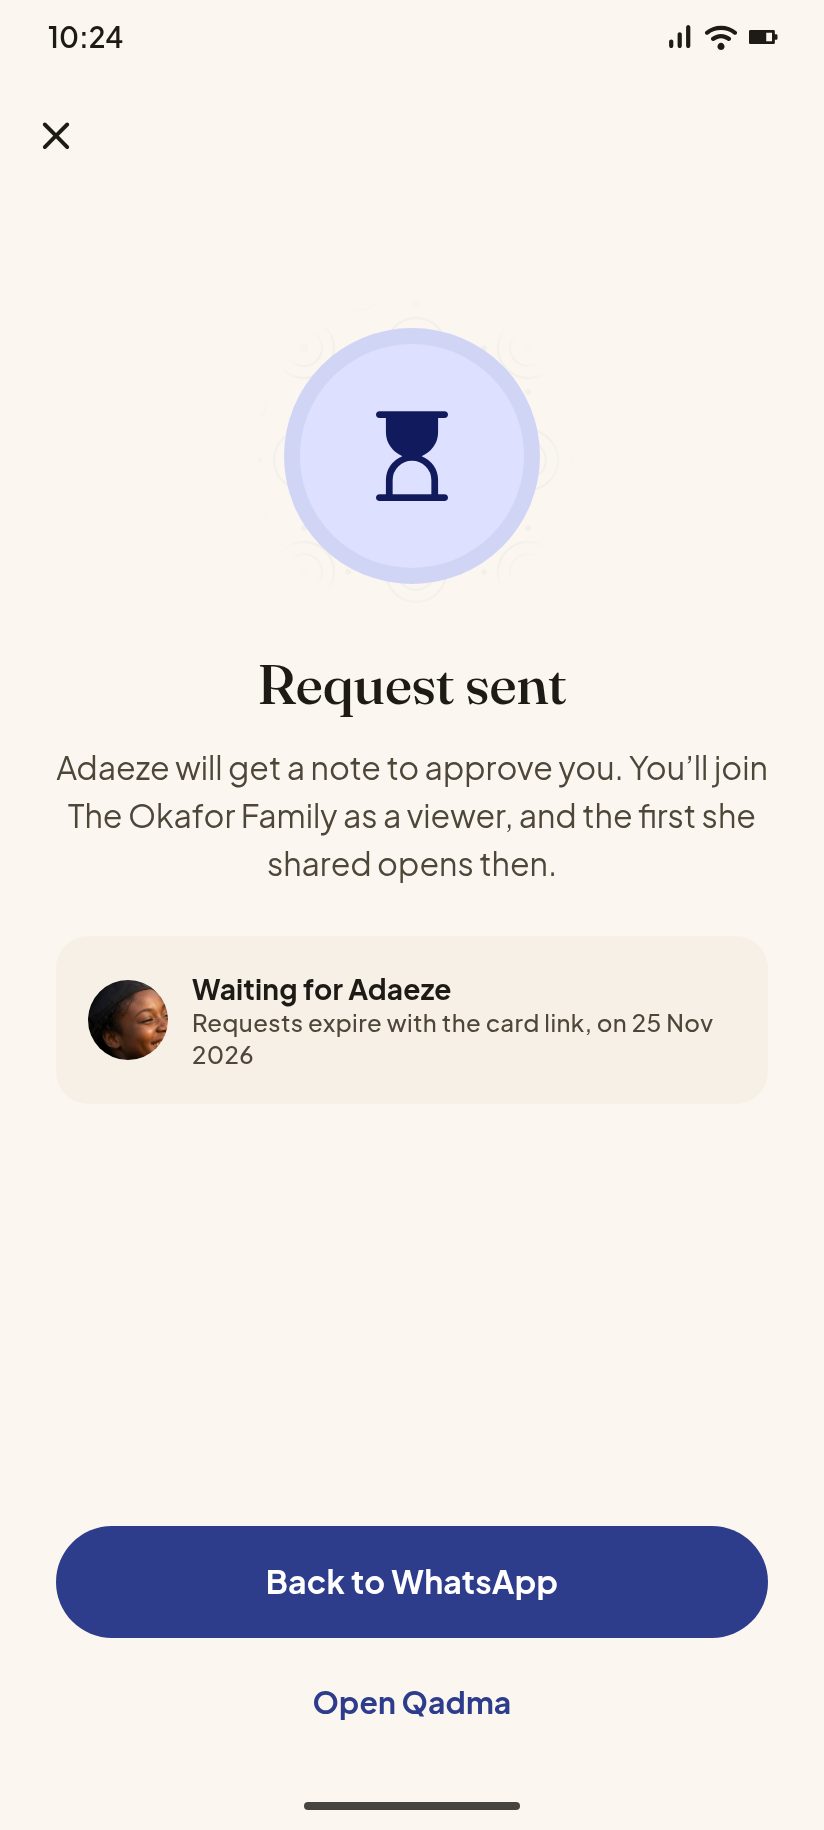 10:24
Request sent
Adaeze will get a note to approve you. You’ll join
The Okafor Family as a viewer, and the first she
shared opens then.
Waiting for Adaeze
Requests expire with the card link, on 25 Nov
2026
Back to WhatsApp
Open Qadma